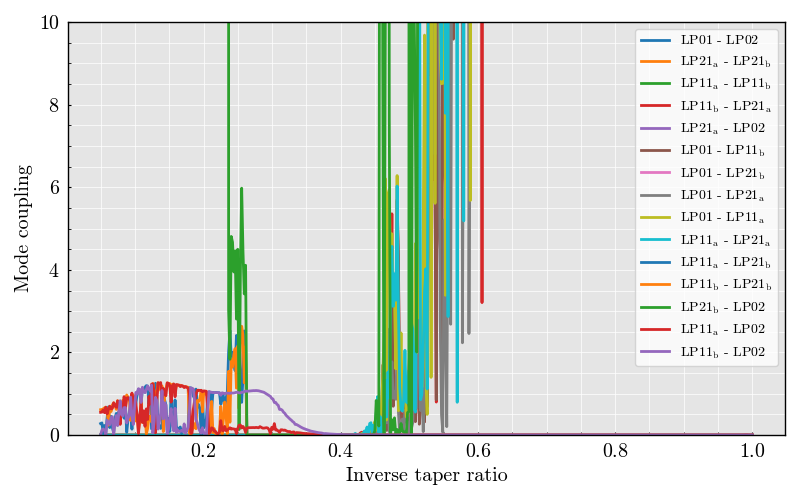 10
8
6
4
2
0
Mode coupling
0.2
0.4
0.6
0.8
1.0
Inverse taper ratio
LP01 - LP02
LP21a - LP21b
LP11a - LP11b
LP11b - LP21a
LP21a - LP02
LP01 - LP11b
LP01 - LP21b
LP01 - LP21a
LP01 - LP11a
LP11a - LP21a
LP11a - LP21b
LP11b - LP21b
LP21b - LP02
LP11a - LP02
LP11b - LP02